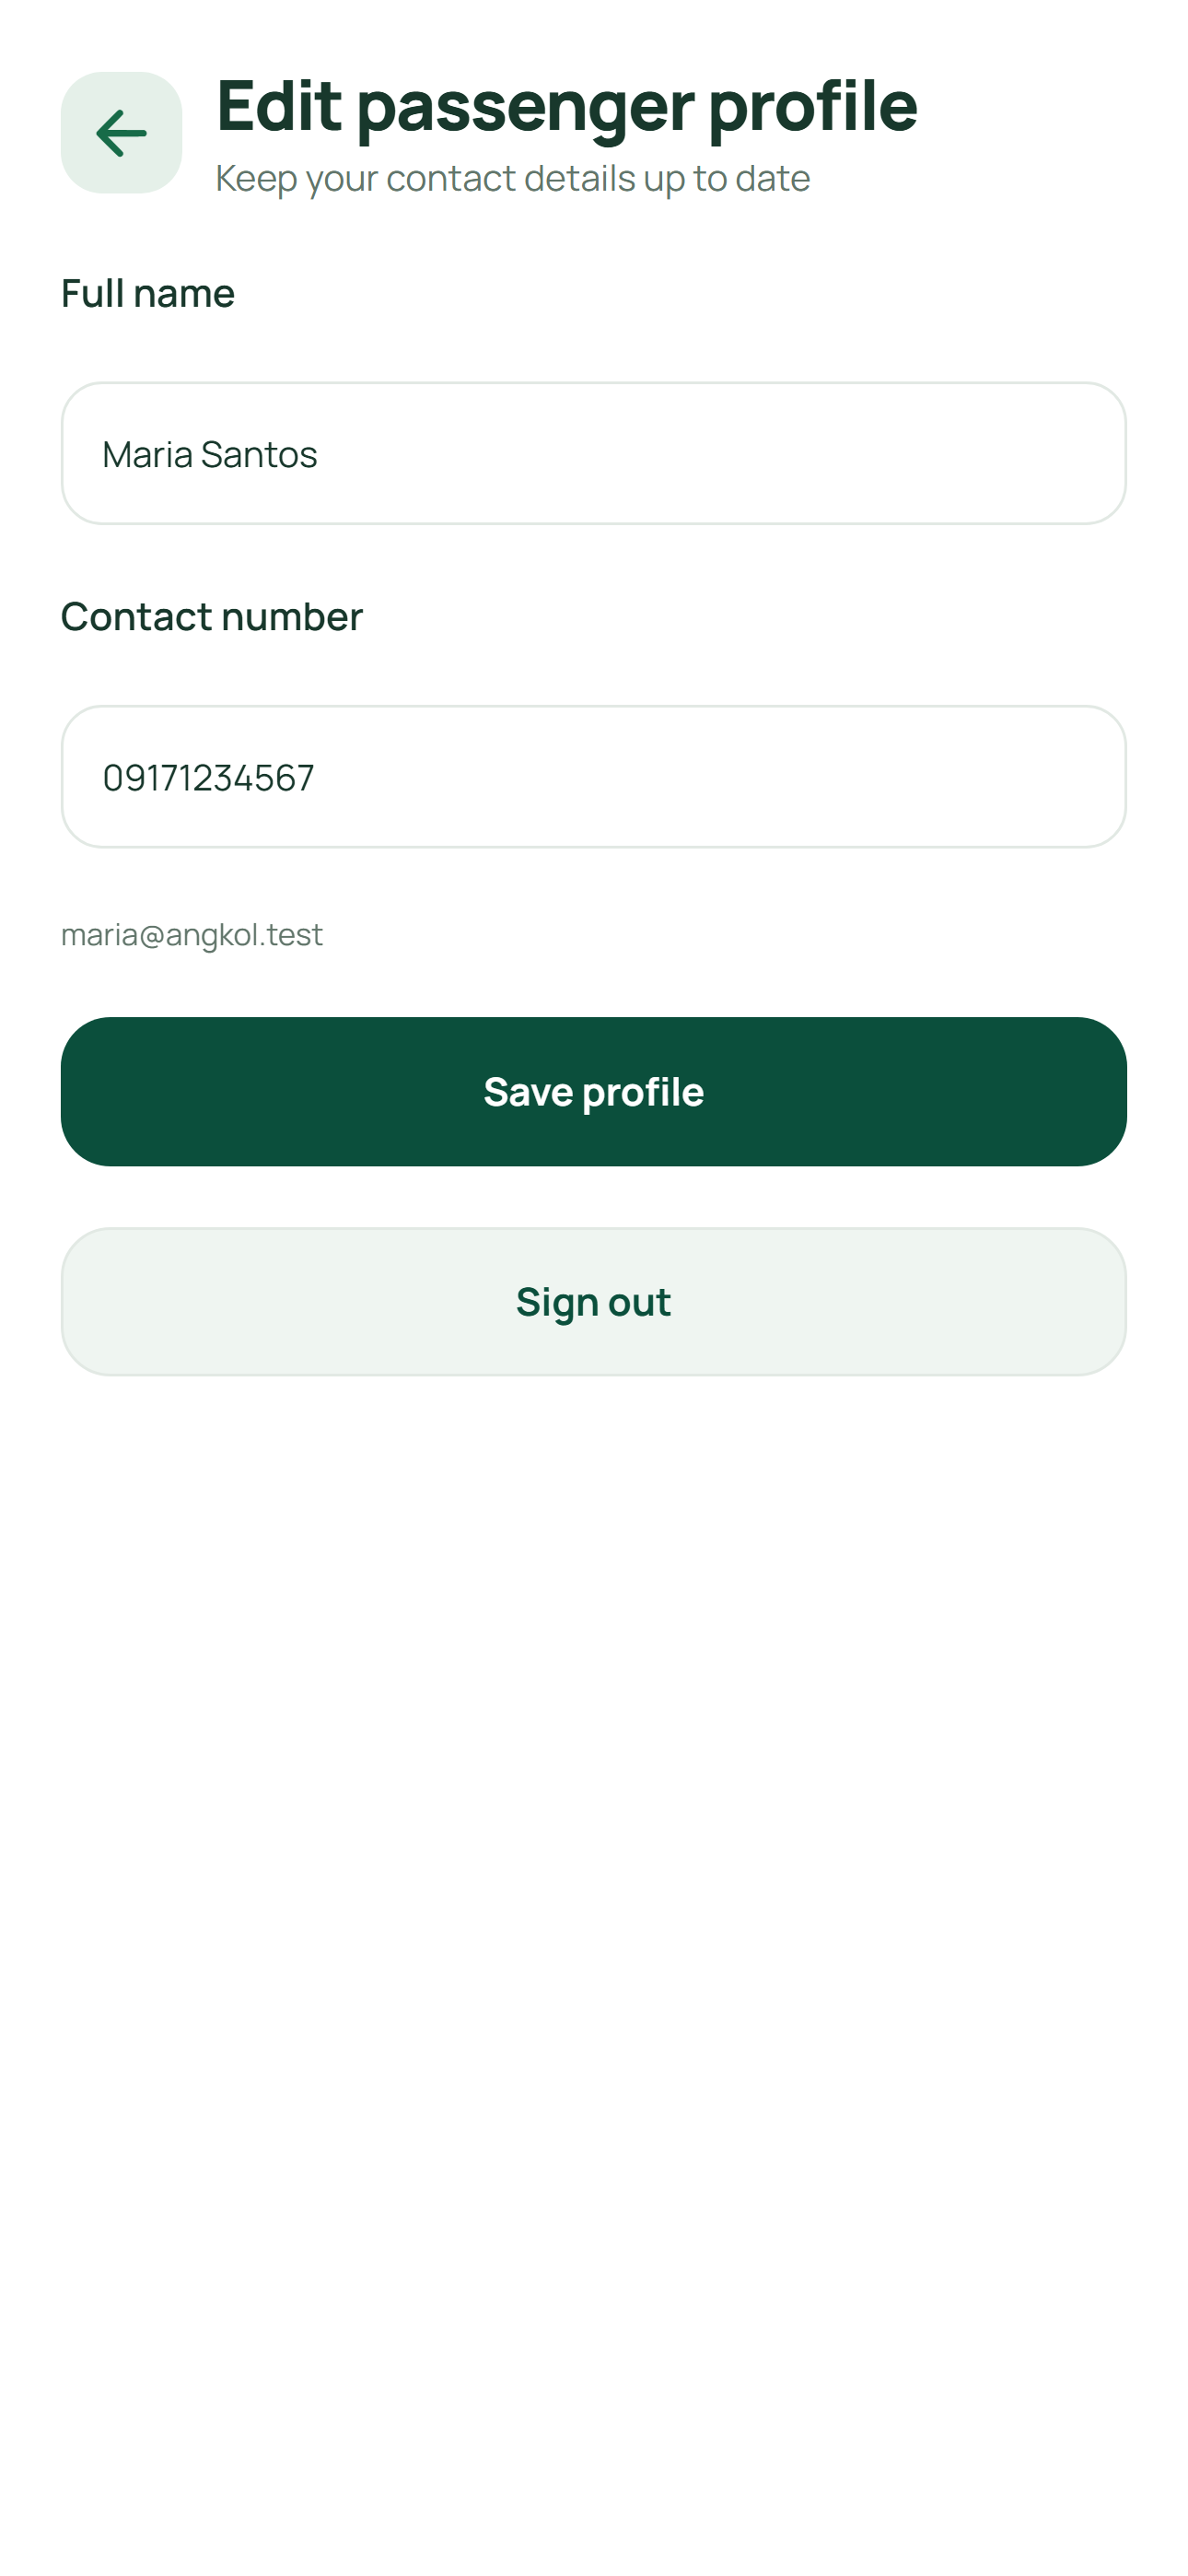 Edit passenger profile
Keep your contact details up to date
Full name
Maria Santos
Contact number
09171234567
maria@angkol.test
Save profile
Sign out